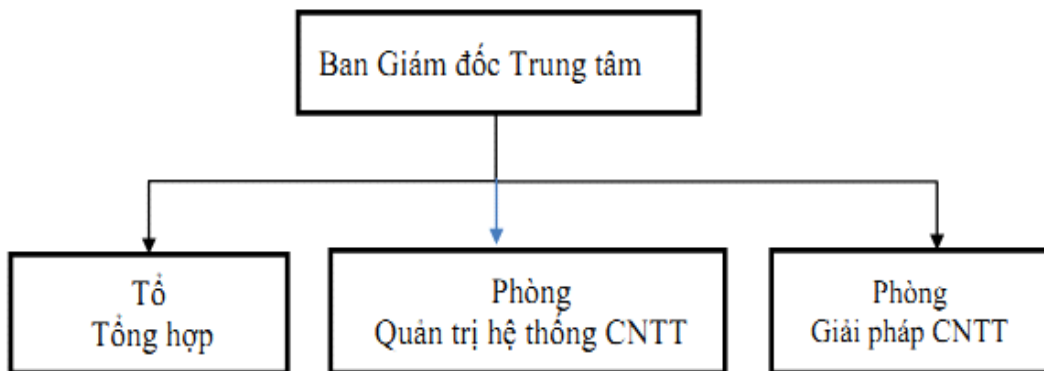 Ban Giám đốc Trung tâm
Tổ
Tổng hợp
Phòng
Quản trị hệ thống CNTT
Phòng
Giải pháp CNTT